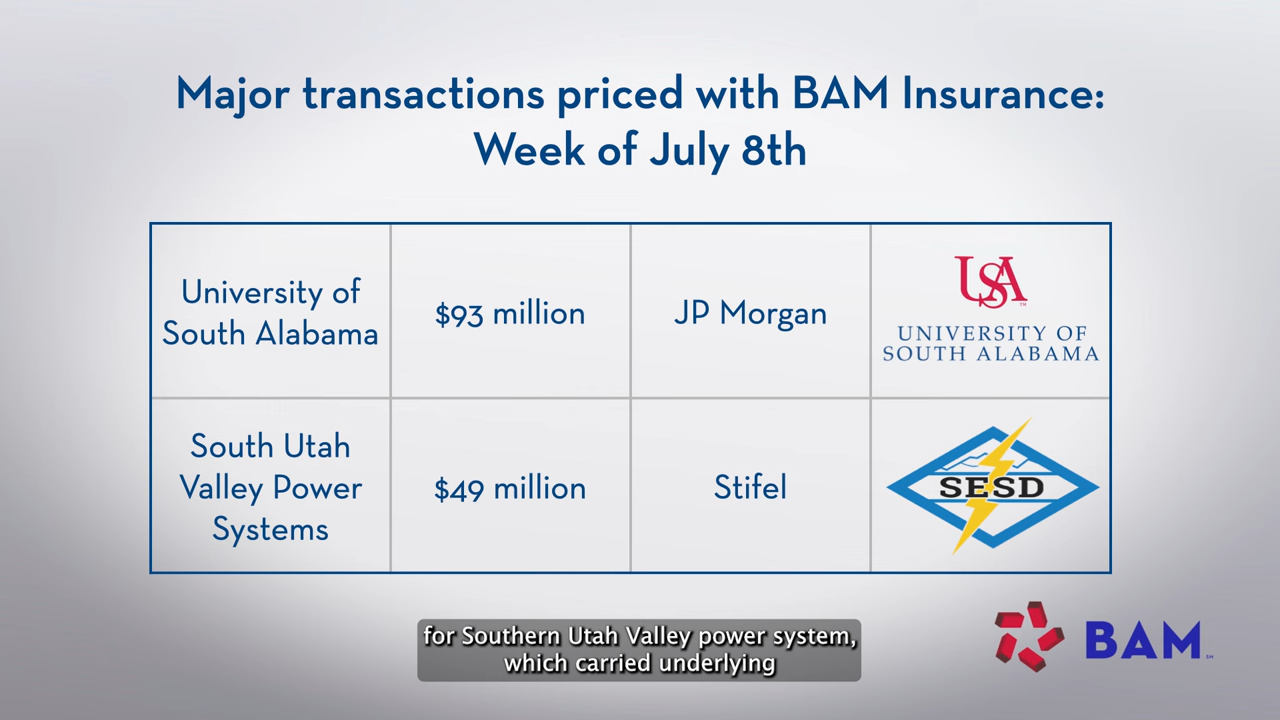 Major transactions priced with BAM Insurance:
Week of July 8th
University of
South Alabama
$93 million
JP Morgan
USA
TM
UNIVERSITY OF
SOUTH ALABAMA
South Utah
Valley Power
Systems
$49 million
Stifel
SESD
for Southern Utah Valley power system,
which carried underlying
BAM
SM